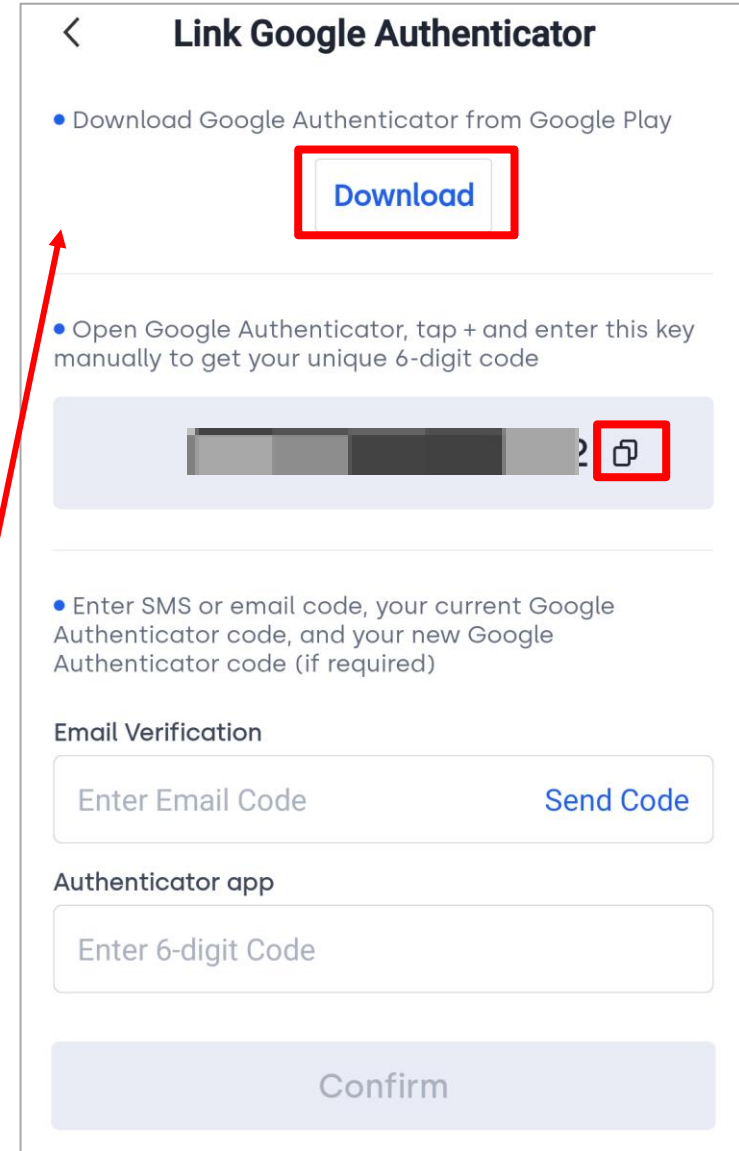 Link Google Authenticator
Download Google Authenticator from Google Play
Download
Open Google Authenticator, tap + and enter this key
manually to get your unique 6-digit code
Enter SMS or email code, your current Google
Authenticator code, and your new Google
Authenticator code (if required)
Email Verification
Enter Email Code Send Code
Authenticator app
Enter 6-digit Code
Confirm